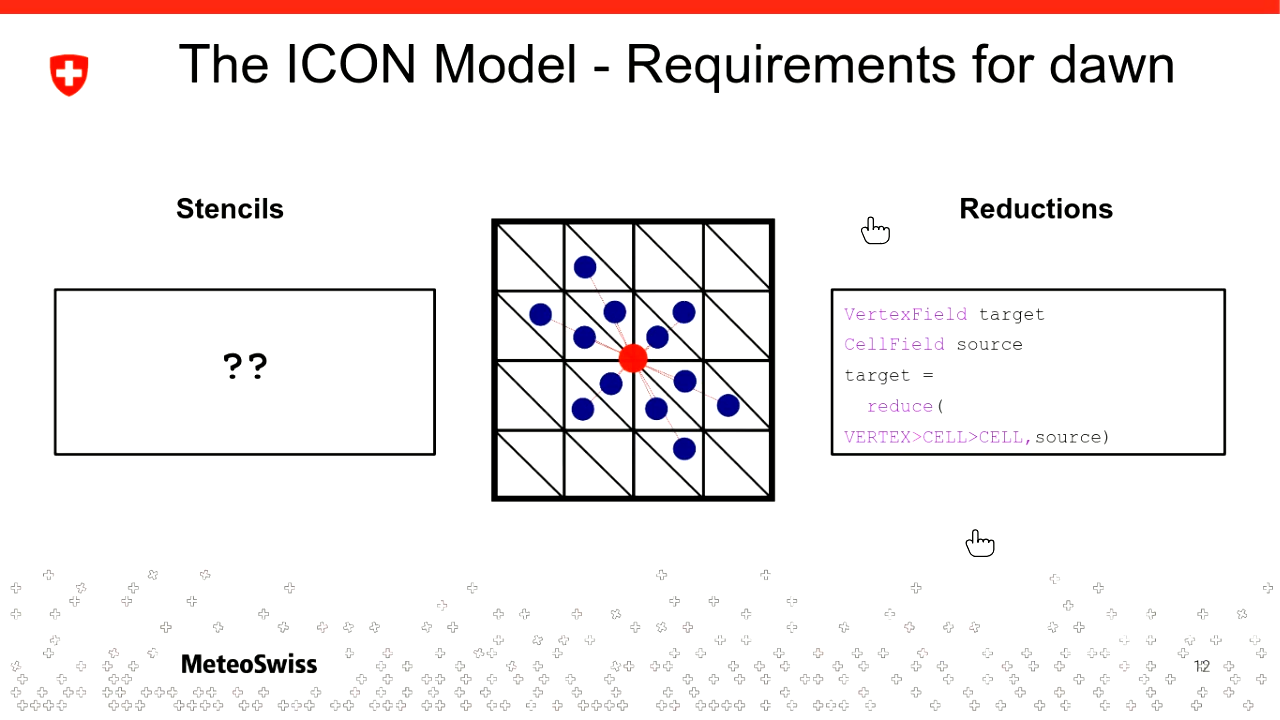 The ICON Model - Requirements for dawn
Stencils
Reductions
??
VertexField target
CellField source
target =
reduce(
VERTEX>CELL>CELL,source)
MeteoSwiss
12